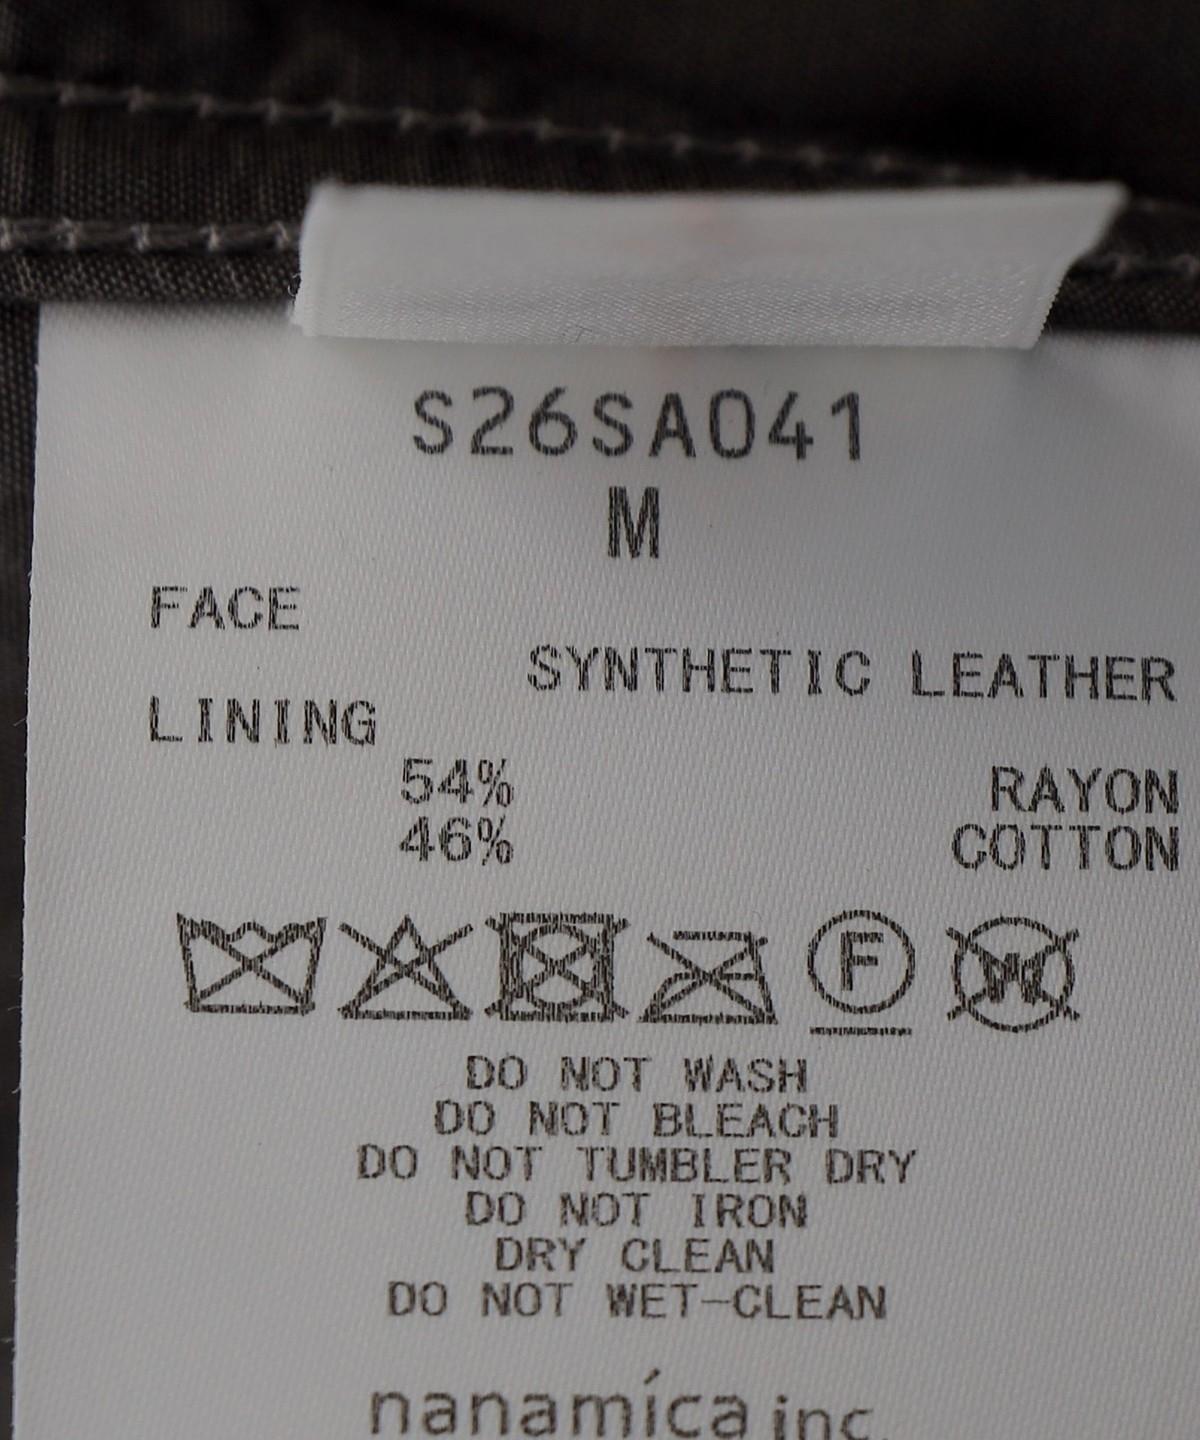 S26SA041
M
FACE
SYNTHETIC LEATHER
LINING
54% RAYON
46% COTTON
F W
DO NOT WASH
DO NOT BLEACH
DO NOT TUMBLER DRY
DO NOT IRON
DRY CLEAN
DO NOT WET-CLEAN
nanamica inc.